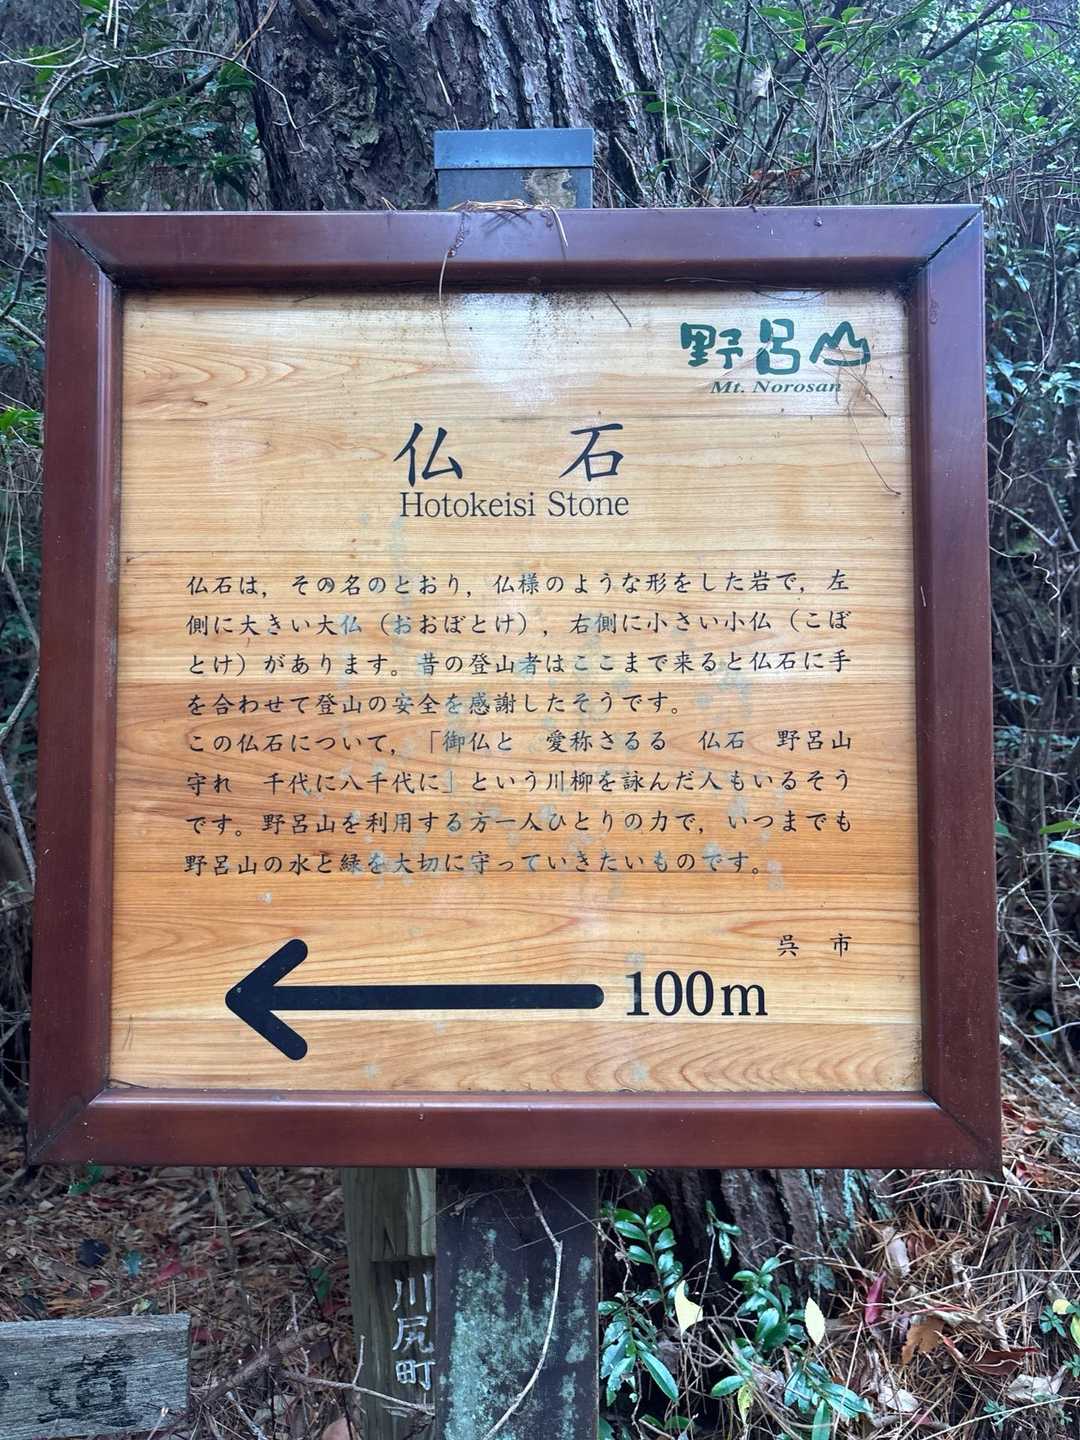 野呂山
Mt. Norosan
仏 石
Hotokeisi Stone
仏石は，その名のとおり，仏様のような形をした岩で，左
側に大きい大仏（おおぼとけ），右側に小さい小仏（こぼ
とけ）があります。昔の登山者はここまで来ると仏石に手
を合わせて登山の安全を感謝したそうです。
この仏石について，「御仏と　愛称さるる　仏石　野呂山
守れ　千代に八千代に」という川柳を詠んだ人もいるそう
です。野呂山を利用する方一人ひとりの力で，いつまでも
野呂山の水と緑を大切に守っていきたいものです。
呉 市
100m
川尻町
道